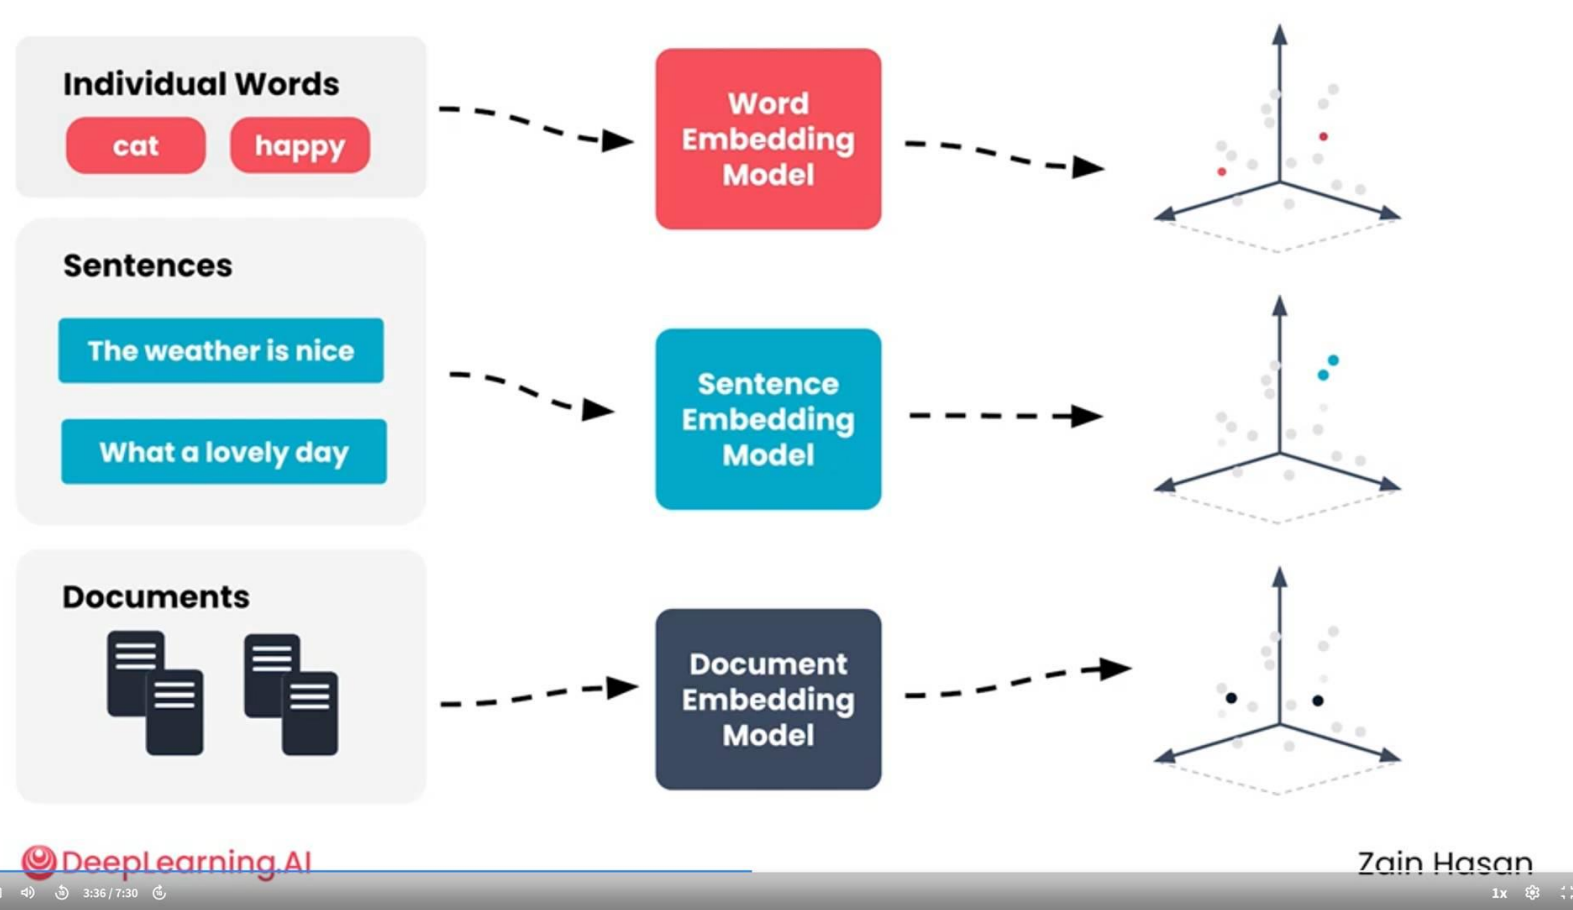 Individual Words
cat
happy
Word
Embedding
Model
Sentences
The weather is nice
What a lovely day
Sentence
Embedding
Model
Documents
Document
Embedding
Model
DeepLearning.AI
Zain Hasan
3:36 / 7:30
1x